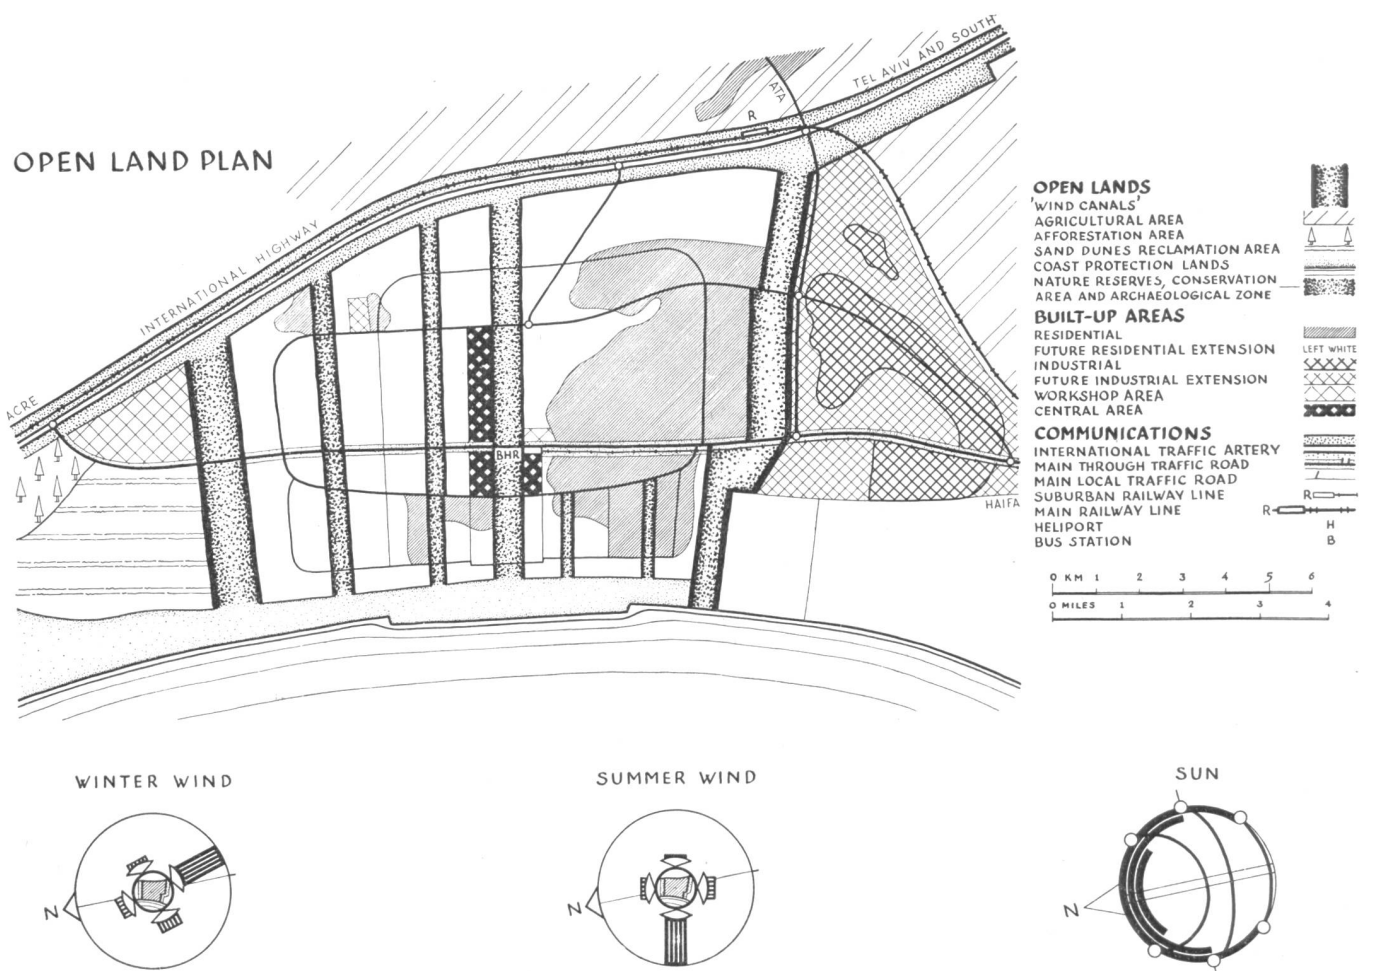 TEL AVIV AND SOUTH
ATA
R
OPEN LAND PLAN
INTERNATIONAL HIGHWAY
ACRE
BHR
HAIFA
OPEN LANDS
'WIND CANALS'
AGRICULTURAL AREA
AFFORESTATION AREA
SAND DUNES RECLAMATION AREA
COAST PROTECTION LANDS
NATURE RESERVES, CONSERVATION
AREA AND ARCHAEOLOGICAL ZONE
BUILT-UP AREAS
RESIDENTIAL
FUTURE RESIDENTIAL EXTENSION LEFT WHITE
INDUSTRIAL
FUTURE INDUSTRIAL EXTENSION
WORKSHOP AREA
CENTRAL AREA
COMMUNICATIONS
INTERNATIONAL TRAFFIC ARTERY
MAIN THROUGH TRAFFIC ROAD
MAIN LOCAL TRAFFIC ROAD
SUBURBAN RAILWAY LINE R
MAIN RAILWAY LINE R
HELIPORT H
BUS STATION B
0 KM 1 2 3 4 5 6
0 MILES 1 2 3 4
WINTER WIND
N
SUMMER WIND
N
SUN
N